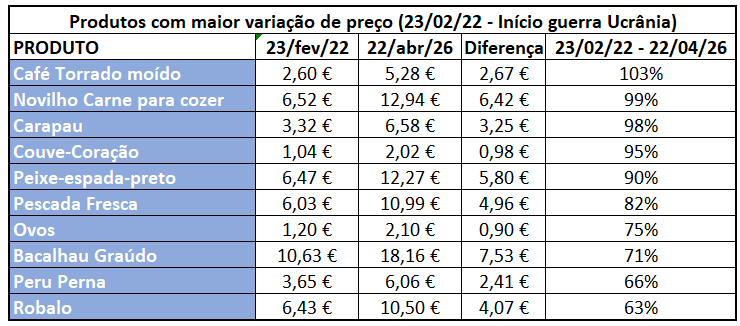 Produtos com maior variação de preço (23/02/22 - Início guerra Ucrânia)
PRODUTO 23/fev/22 22/abr/26 Diferença 23/02/22 - 22/04/26
Café Torrado moído 2,60 € 5,28 € 2,67 € 103%
Novilho Carne para cozer 6,52 € 12,94 € 6,42 € 99%
Carapau 3,32 € 6,58 € 3,25 € 98%
Couve-Coração 1,04 € 2,02 € 0,98 € 95%
Peixe-espada-preto 6,47 € 12,27 € 5,80 € 90%
Pescada Fresca 6,03 € 10,99 € 4,96 € 82%
Ovos 1,20 € 2,10 € 0,90 € 75%
Bacalhau Graúdo 10,63 € 18,16 € 7,53 € 71%
Peru Perna 3,65 € 6,06 € 2,41 € 66%
Robalo 6,43 € 10,50 € 4,07 € 63%